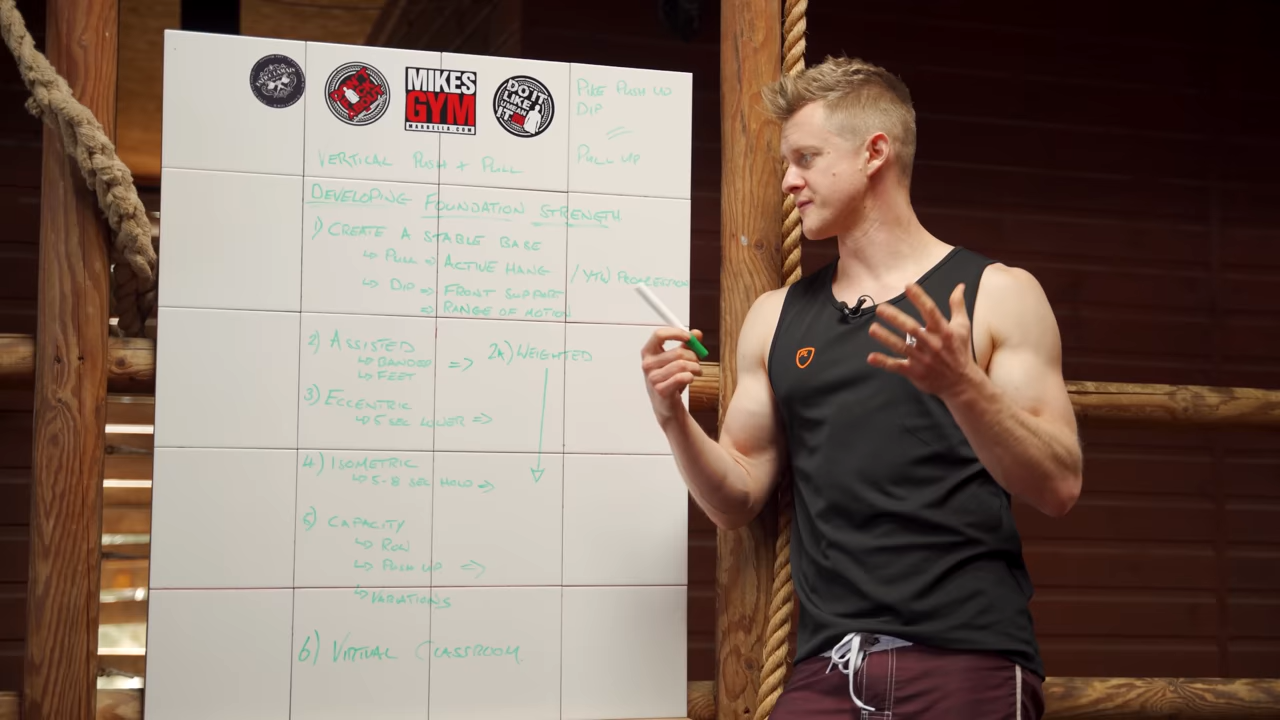 DO IT
LIKE
U MEAN
IT
MIKES
GYM
MARBELLA.COM
PIKE PUSH UP
DIP
PULL UP
VERTICAL PUSH + PULL
DEVELOPING FOUNDATION STRENGTH
1) CREATE A STABLE BASE
↳ PULL ⇒ ACTIVE HANG / YTW PROGRESSION
↳ DIP ⇒ FRONT SUPPORT
⇒ RANGE OF MOTION
2) ASSISTED ⇒ 2A) WEIGHTED
↳ BANDED
↳ FEET
3) ECCENTRIC
↳ 5 SEC LOWER ⇒
4) ISOMETRIC
↳ 5-8 SEC HOLD ⇒
5) CAPACITY
↳ ROW
↳ PUSH UP ⇒
↳ VARIATIONS
6) VIRTUAL CLASSROOM